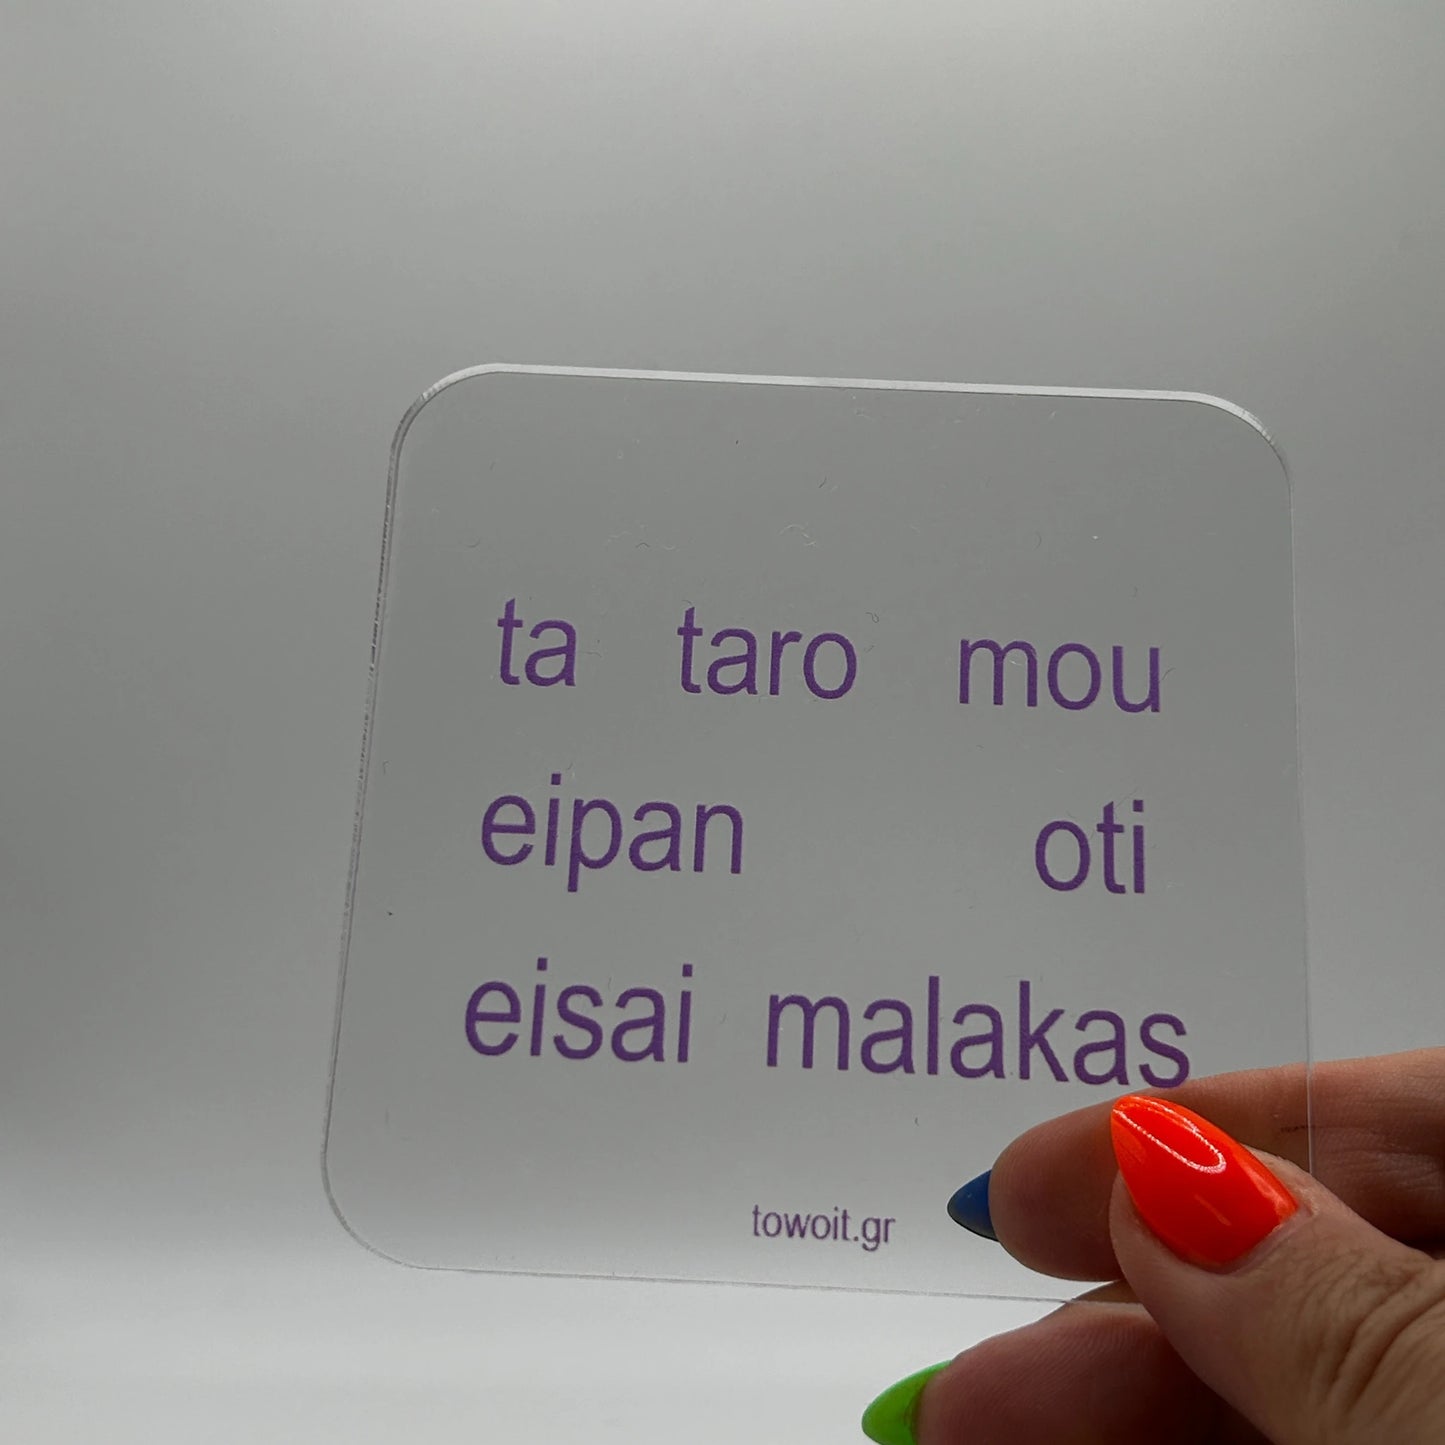 ta taro mou
eipan oti
eisai malakas
towoit.gr